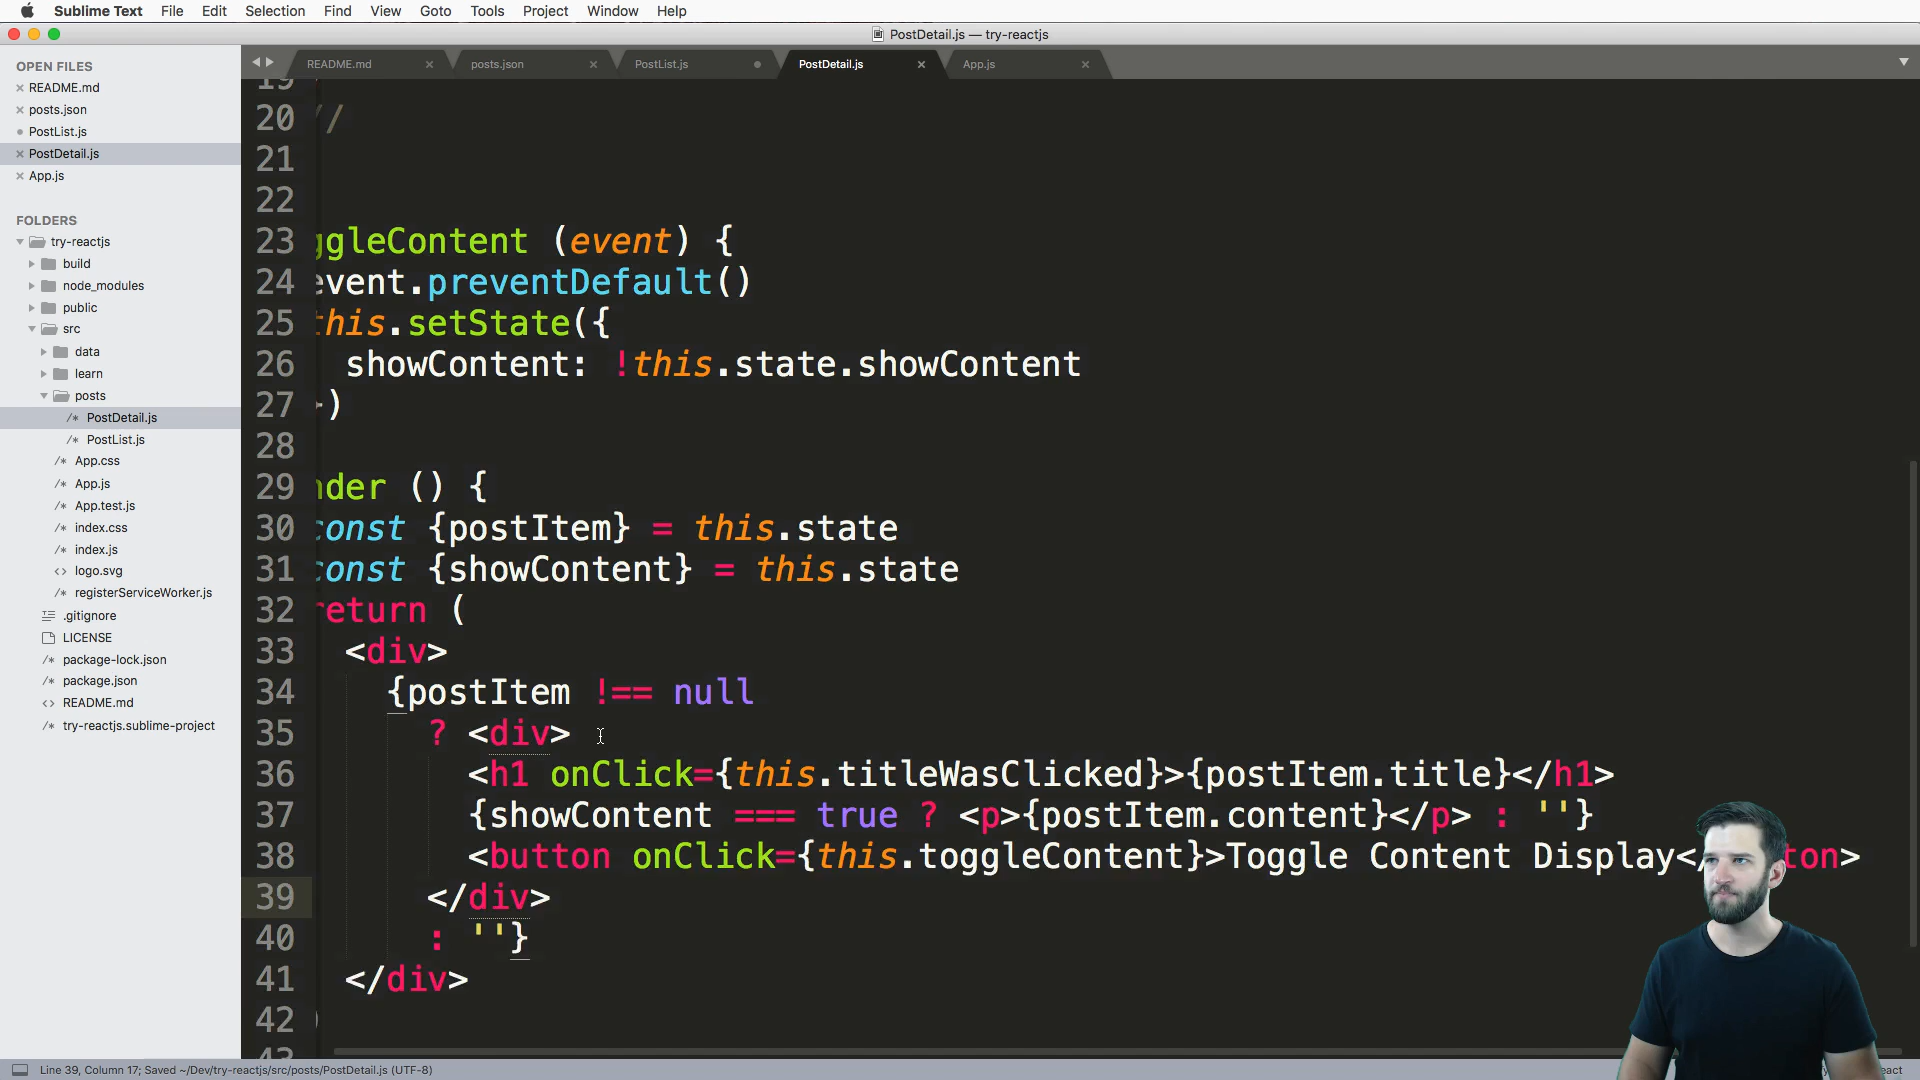 Sublime Text File Edit Selection Find View Goto Tools Project Window Help
PostDetail.js — try-reactjs
OPEN FILES
README.md
posts.json
PostList.js
PostDetail.js
App.js
FOLDERS
try-reactjs
build
node_modules
public
src
data
learn
posts
/* PostDetail.js
/* PostList.js
/* App.css
/* App.js
/* App.test.js
/* index.css
/* index.js
<> logo.svg
/* registerServiceWorker.js
.gitignore
LICENSE
/* package-lock.json
/* package.json
<> README.md
/* try-reactjs.sublime-project
README.md posts.json PostList.js PostDetail.js App.js
19
20 //
21
22
23 ggleContent (event) {
24 event.preventDefault()
25 this.setState({
26 showContent: !this.state.showContent
27 })
28
29 nder () {
30 const {postItem} = this.state
31 const {showContent} = this.state
32 return (
33 <div>
34 {postItem !== null
35 ? <div>
36 <h1 onClick={this.titleWasClicked}>{postItem.title}</h1>
37 {showContent === true ? <p>{postItem.content}</p> : ''}
38 <button onClick={this.toggleContent}>Toggle Content Display</ ton>
39 </div>
40 : ''}
41 </div>
42 )
43
Line 39, Column 17; Saved ~/Dev/try-reactjs/src/posts/PostDetail.js (UTF-8)